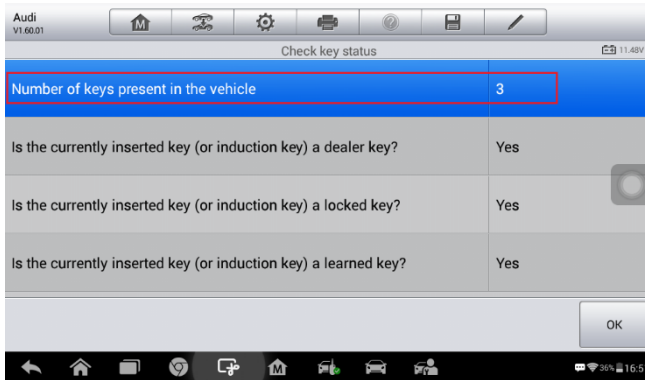 Audi
V1.60.01
Check key status
11.48V
Number of keys present in the vehicle 3
Is the currently inserted key (or induction key) a dealer key? Yes
Is the currently inserted key (or induction key) a locked key? Yes
Is the currently inserted key (or induction key) a learned key? Yes
OK
M
M
36% 16:5